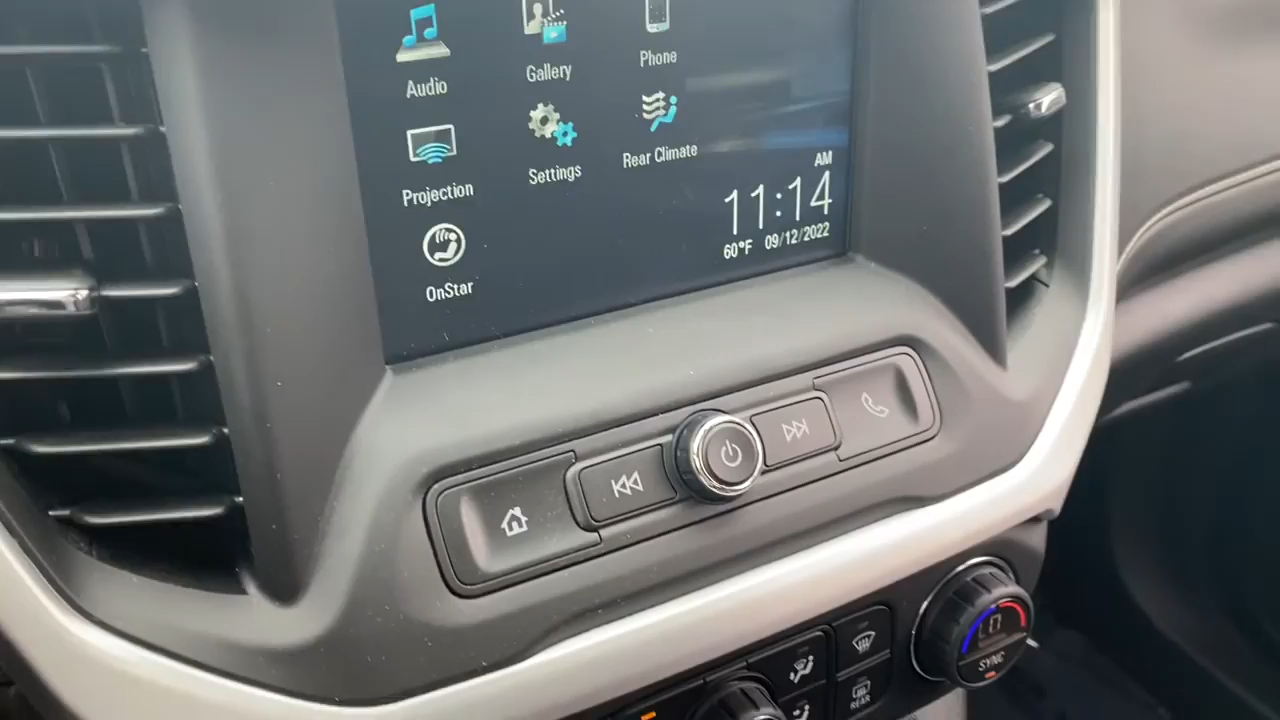 Audio
Gallery
Phone
Projection
Settings
Rear Climate
OnStar
AM
11:14
60°F 09/12/2022
SYNC
REAR